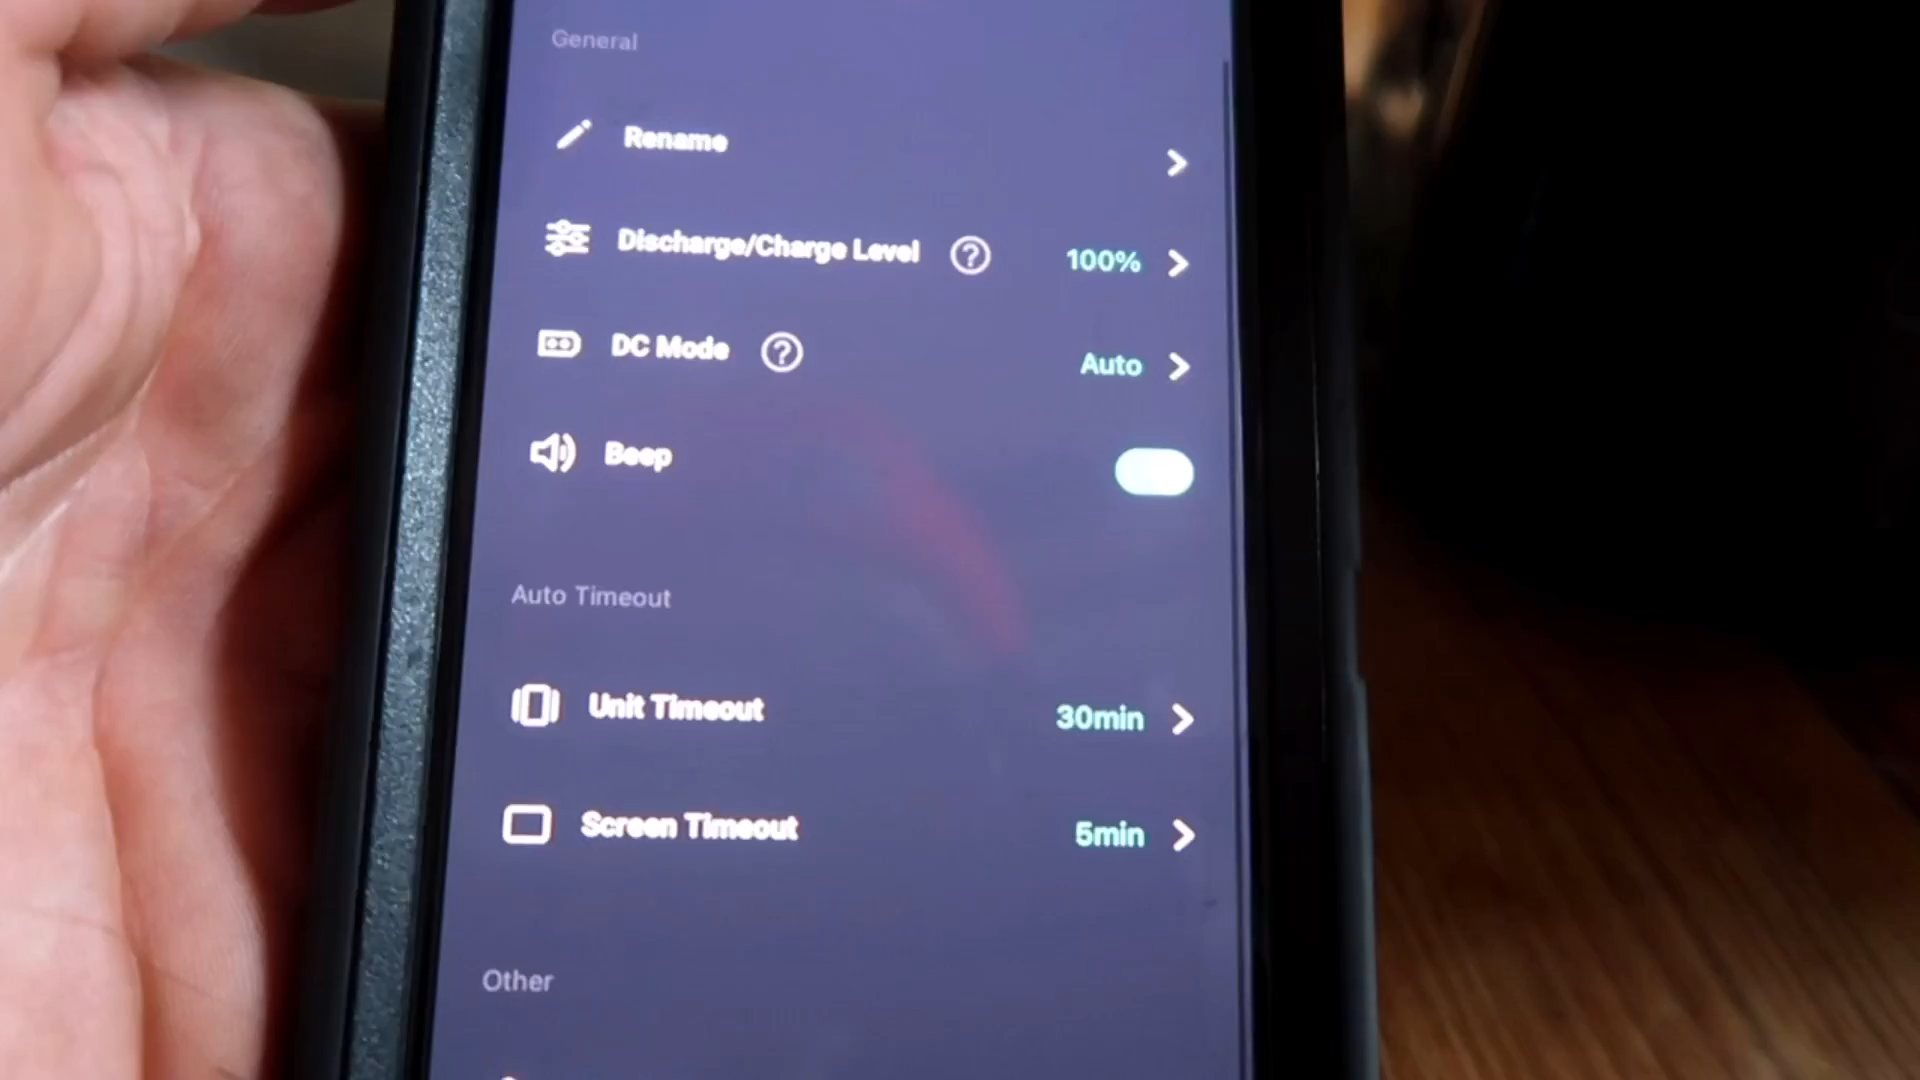 General
Rename
Discharge/Charge Level ? 100%
DC Mode ? Auto
Beep
Auto Timeout
Unit Timeout 30min
Screen Timeout 5min
Other